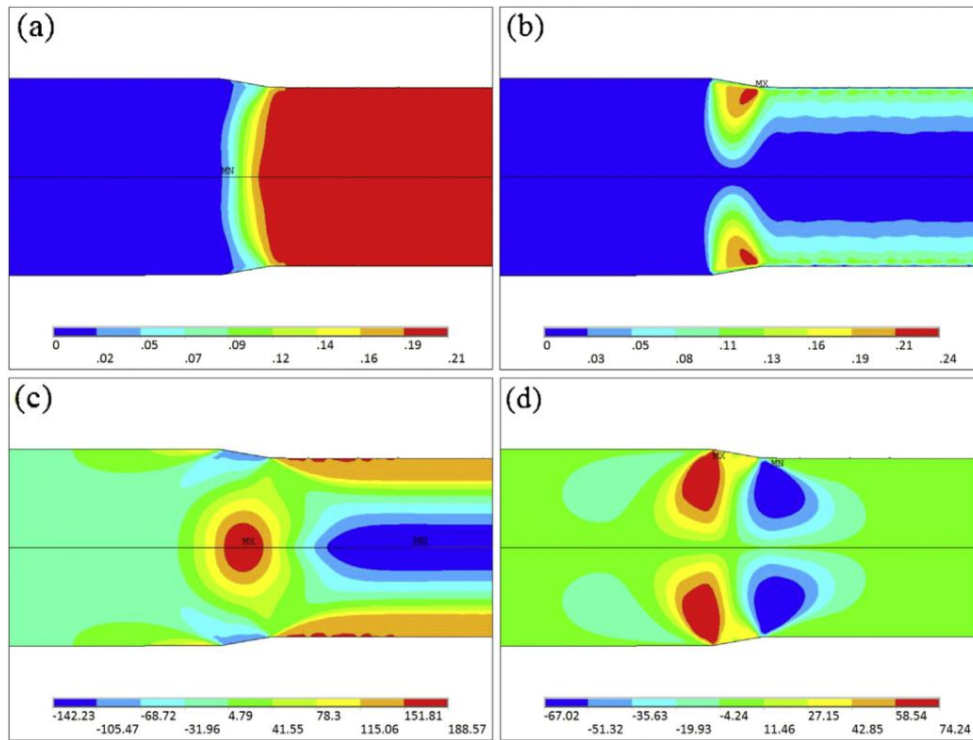 (a)
MN
0 .05 .09 .14 .19
.02 .07 .12 .16 .21
(b)
MX
0 .05 .11 .16 .21
.03 .08 .13 .19 .24
(c)
MX
MN
-142.23 -68.72 4.79 78.3 151.81
-105.47 -31.96 41.555 115.06 188.57
(d)
MX MN
-67.02 -35.63 -4.24 27.15 58.54
-51.32 -19.93 11.46 42.85 74.24